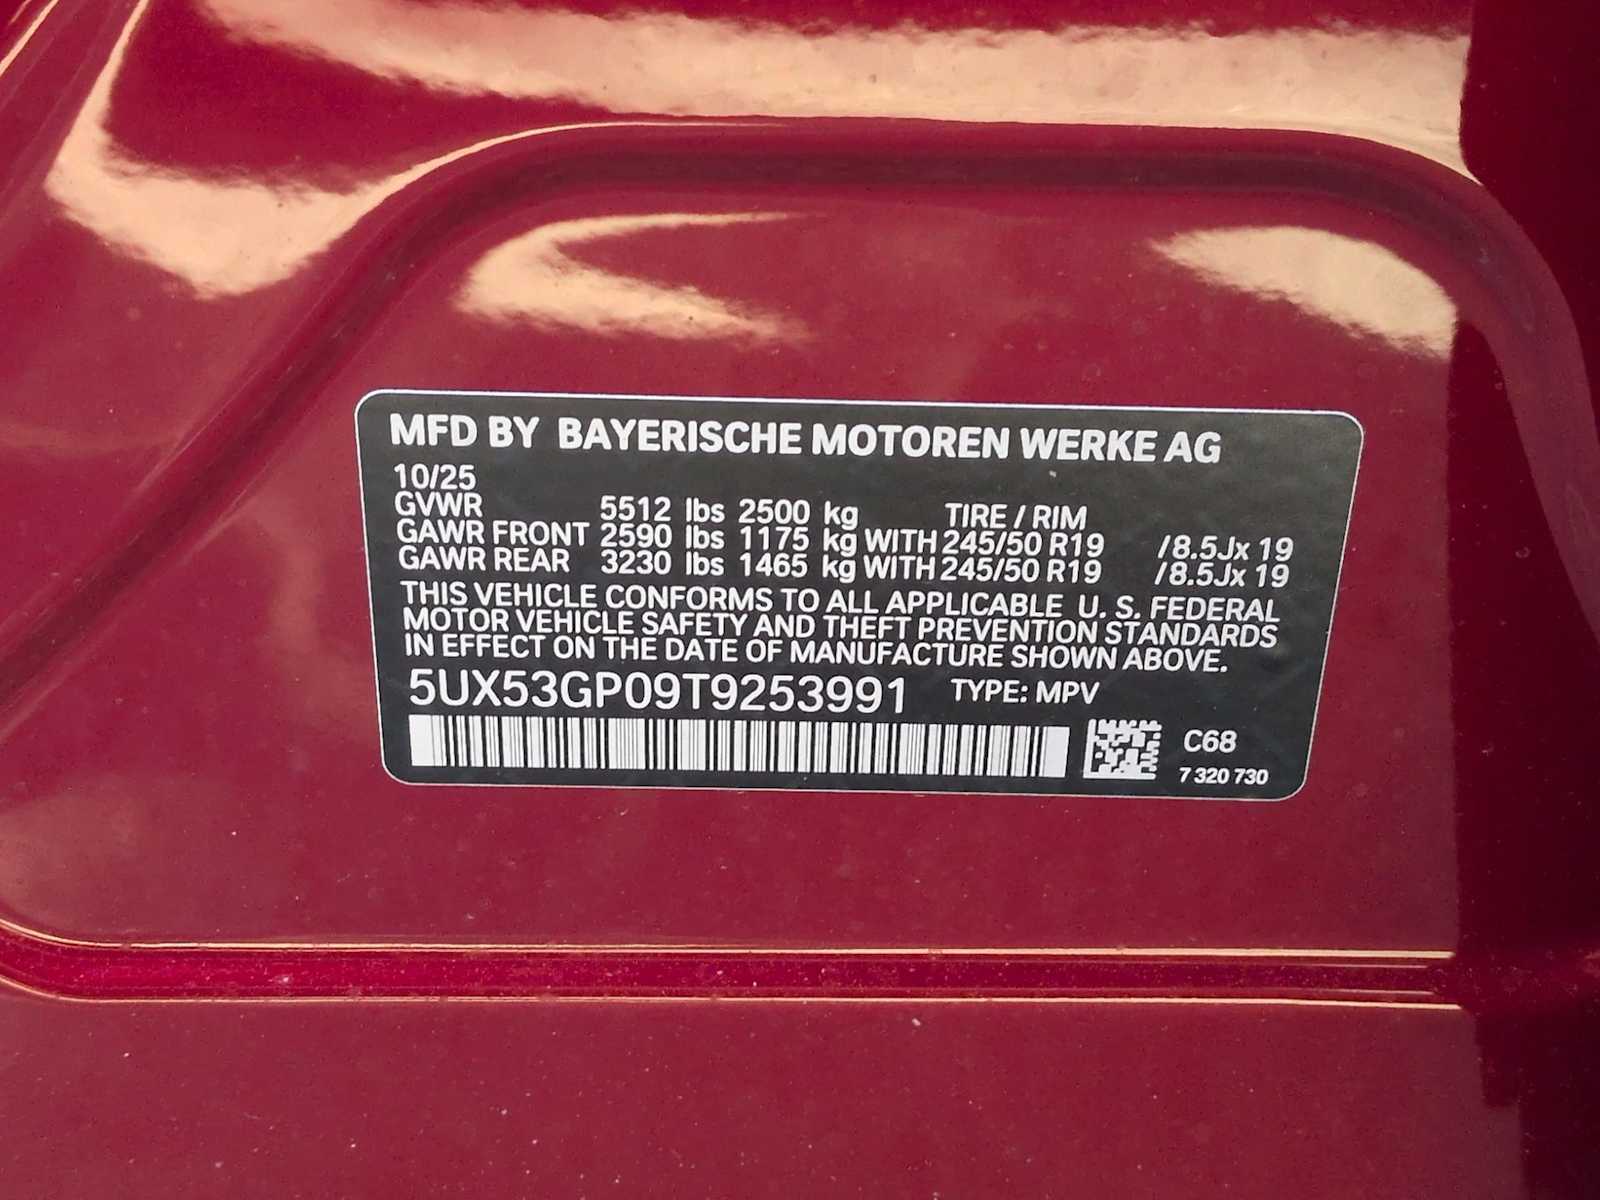 MFD BY BAYERISCHE MOTOREN WERKE AG
10/25
GVWR 5512 lbs 2500 kg TIRE / RIM
GAWR FRONT 2590 lbs 1175 kg WITH 245/50 R19 /8.5Jx 19
GAWR REAR 3230 lbs 1465 kg WITH 245/50 R19 /8.5Jx 19
THIS VEHICLE CONFORMS TO ALL APPLICABLE U. S. FEDERAL
MOTOR VEHICLE SAFETY AND THEFT PREVENTION STANDARDS
IN EFFECT ON THE DATE OF MANUFACTURE SHOWN ABOVE.
5UX53GP09T9253991 TYPE: MPV
C68
7 320 730